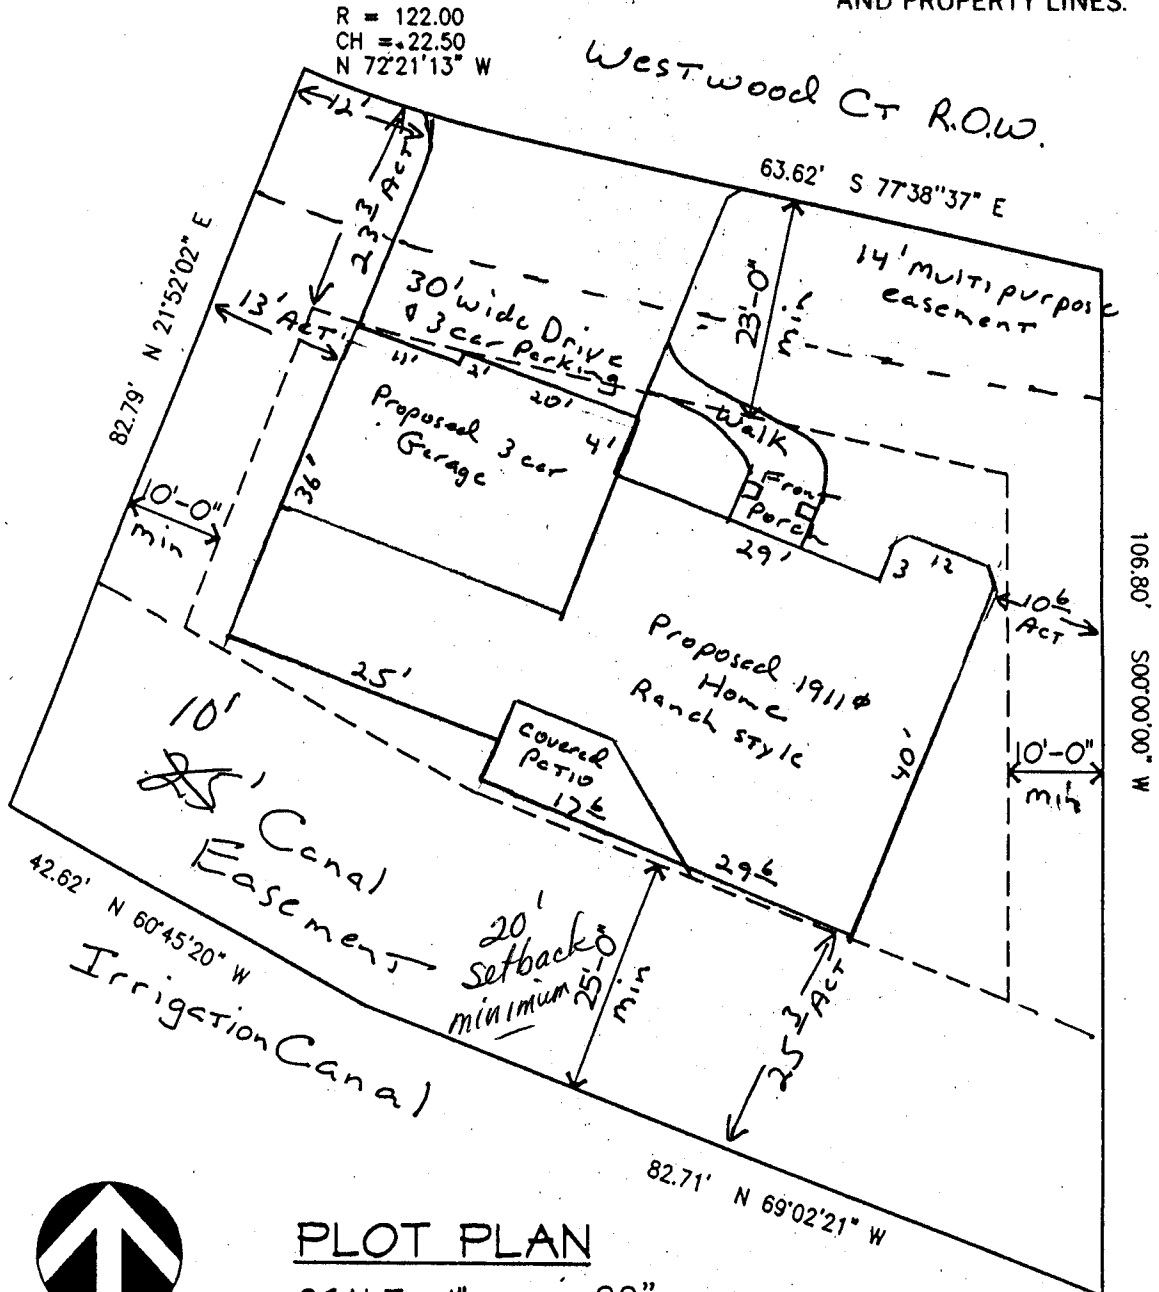 AND PROPERTY LINES.
R = 122.00
CH = 22.50
N 72°21'13" W
Westwood CT R.O.W.
63.62' S 77°38"37" E
12'
23 3 ACT
14' multipurpose
easement
82.79' N 21°52'02" E
30' wide Drive
& 3 car Parking
23'-0"
min
13' ACT
11'
2'
20'
Walk
Proposed 3 car
Garage
4'
36'
Front
Porch
10'-0"
min
29'
3
12
106.80' S00°00'00" W
10 6
ACT
Proposed 1911
Home
Ranch style
25'
covered
Patio
12 6
40'
10'-0"
min
10'
25' Canal
Easement
29 6
42.62' N 60°45'20" W
20'
setback
minimum
25'-0"
min
25 3 ACT
Irrigation Canal
82.71' N 69°02'21" W
PLOT PLAN